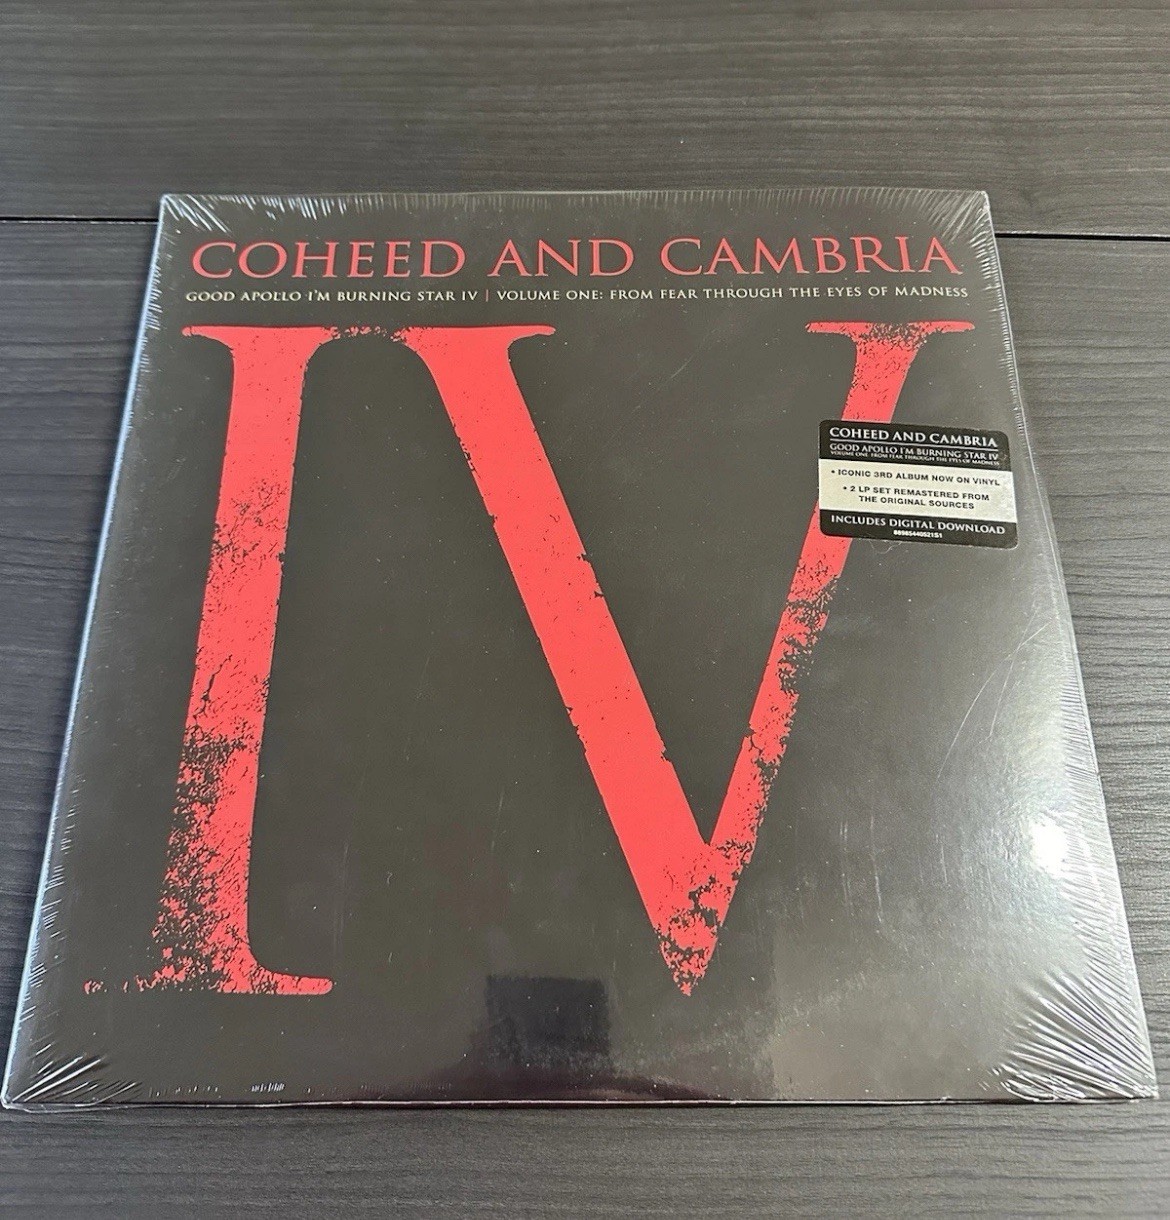 COHEED AND CAMBRIA
GOOD APOLLO I'M BURNING STAR IV | VOLUME ONE: FROM FEAR THROUGH THE EYES OF MADNESS
IV
COHEED AND CAMBRIA
GOOD APOLLO I'M BURNING STAR IV
VOLUME ONE: FROM FEAR THROUGH THE EYES OF MADNESS
• ICONIC 3RD ALBUM NOW ON VINYL
• 2 LP SET REMASTERED FROM
THE ORIGINAL SOURCES
INCLUDES DIGITAL DOWNLOAD
88985440521S1